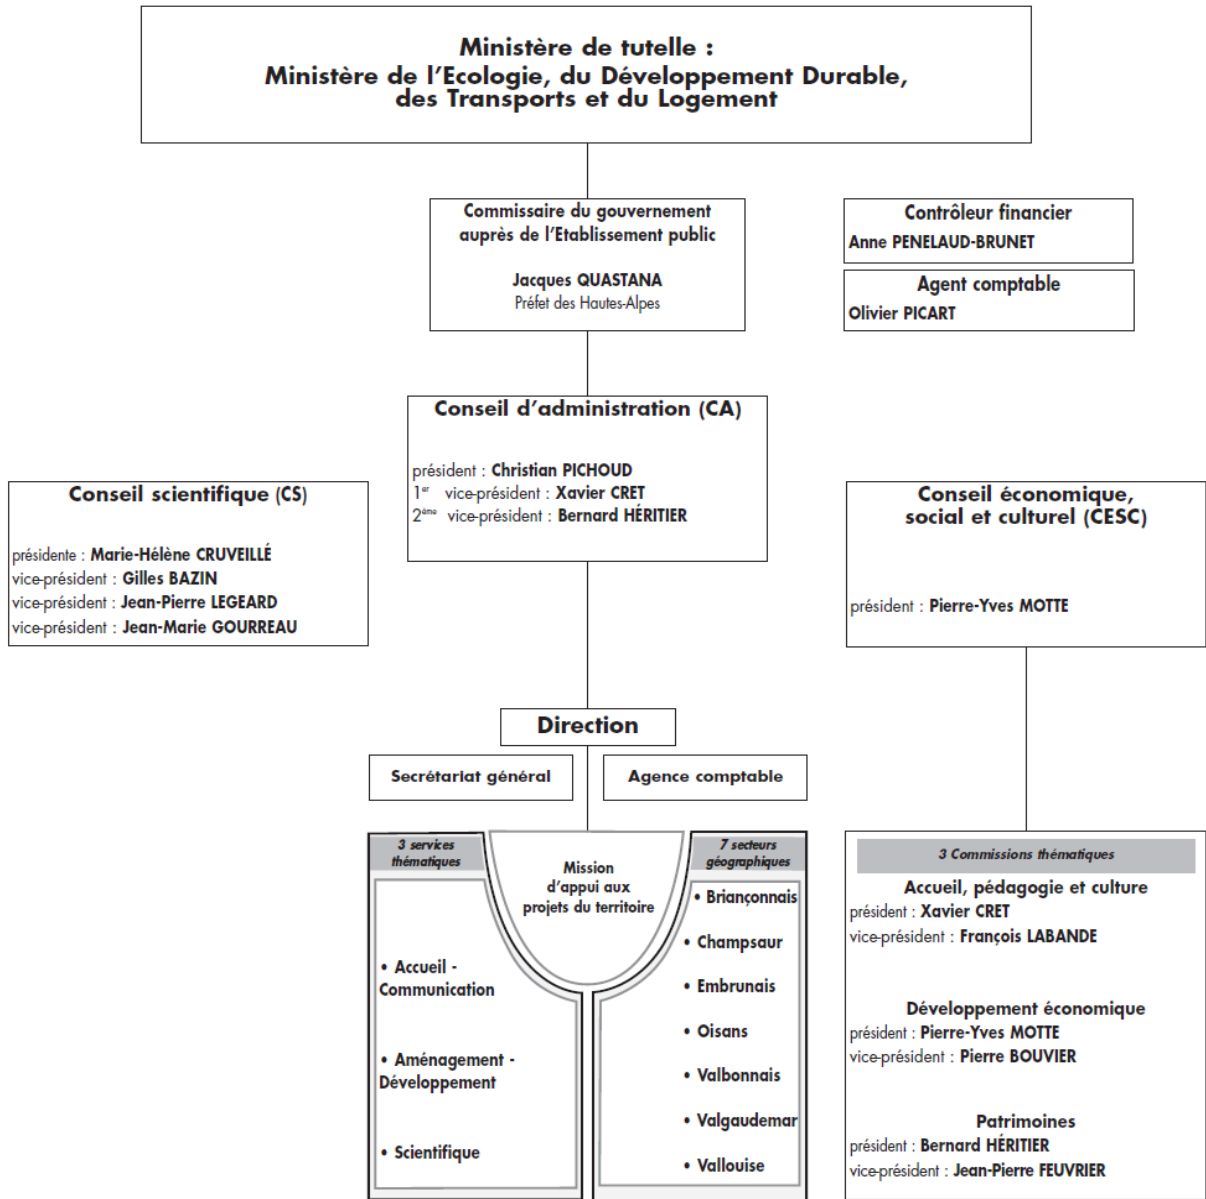 Ministère de tutelle :
Ministère de l'Ecologie, du Développement Durable,
des Transports et du Logement
Commissaire du gouvernement
auprès de l'Etablissement public
Jacques QUASTANA
Préfet des Hautes-Alpes
Contrôleur financier
Anne PENELAUD-BRUNET
Agent comptable
Olivier PICART
Conseil d'administration (CA)
président : Christian PICHOUD
1er vice-président : Xavier CRET
2ème vice-président : Bernard HÉRITIER
Conseil scientifique (CS)
présidente : Marie-Hélène CRUVEILLÉ
vice-président : Gilles BAZIN
vice-président : Jean-Pierre LEGEARD
vice-président : Jean-Marie GOURREAU
Conseil économique,
social et culturel (CESC)
président : Pierre-Yves MOTTE
Direction
Secrétariat général
Agence comptable
3 services
thématiques
• Accueil -
Communication
• Aménagement -
Développement
• Scientifique
Mission
d'appui aux
projets du territoire
7 secteurs
géographiques
• Briançonnais
• Champsaur
• Embrunais
• Oisans
• Valbonnais
• Valgaudemar
• Vallouise
3 Commissions thématiques
Accueil, pédagogie et culture
président : Xavier CRET
vice-président : François LABANDE
Développement économique
président : Pierre-Yves MOTTE
vice-président : Pierre BOUVIER
Patrimoines
président : Bernard HÉRITIER
vice-président : Jean-Pierre FEUVRIER